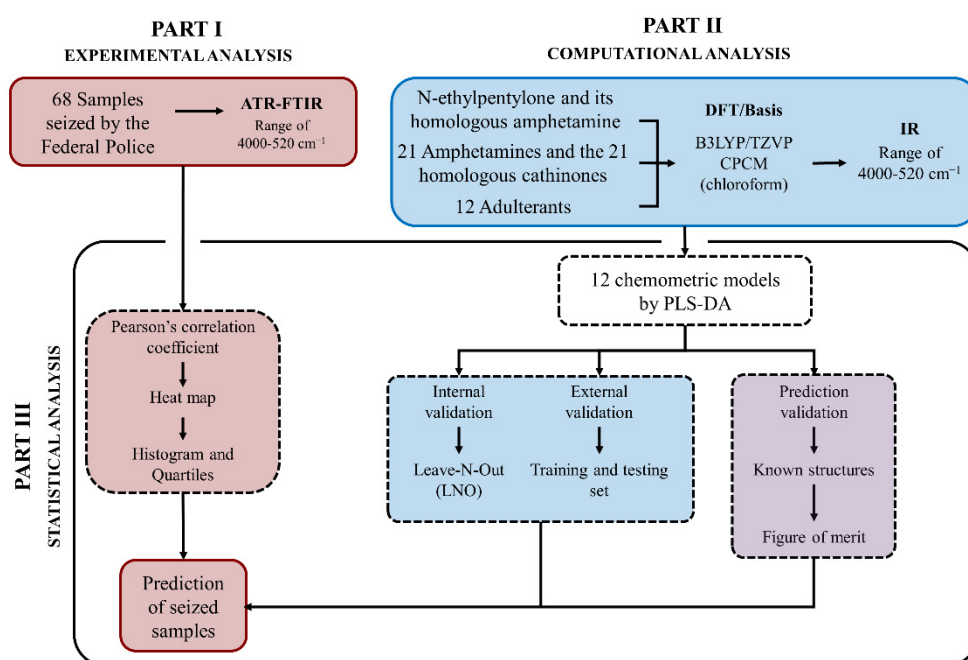 PART I
EXPERIMENTAL ANALYSIS
68 Samples
seized by the
Federal Police
ATR-FTIR
Range of
4000-520 cm⁻¹
PART II
COMPUTATIONAL ANALYSIS
N-ethylpentylone and its
homologous amphetamine
21 Amphetamines and the 21
homologous cathinones
12 Adulterants
DFT/Basis
B3LYP/TZVP
CPCM
(chloroform)
IR
Range of
4000-520 cm⁻¹
PART III
STATISTICAL ANALYSIS
Pearson's correlation
coefficient
Heat map
Histogram and
Quartiles
Prediction
of seized
samples
12 chemometric models
by PLS-DA
Internal
validation
Leave-N-Out
(LNO)
External
validation
Training and testing
set
Prediction
validation
Known structures
Figure of merit